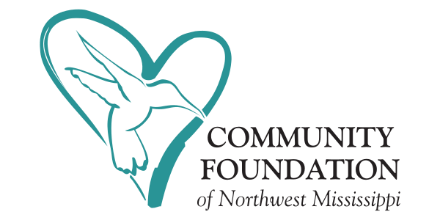 COMMUNITY
FOUNDATION
of Northwest Mississippi